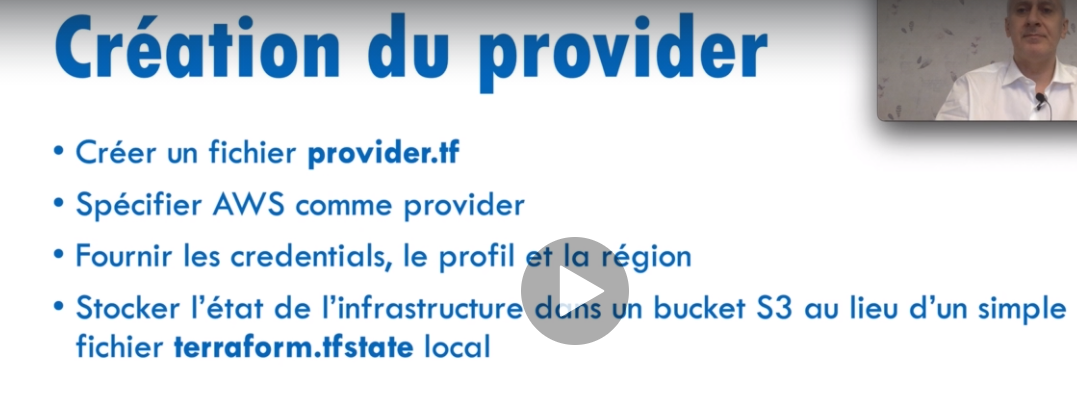 Création du provider
• Créer un fichier provider.tf
• Spécifier AWS comme provider
• Fournir les credentials, le profil et la région
• Stocker l’état de l’infrastructure dans un bucket S3 au lieu d’un simple
fichier terraform.tfstate local